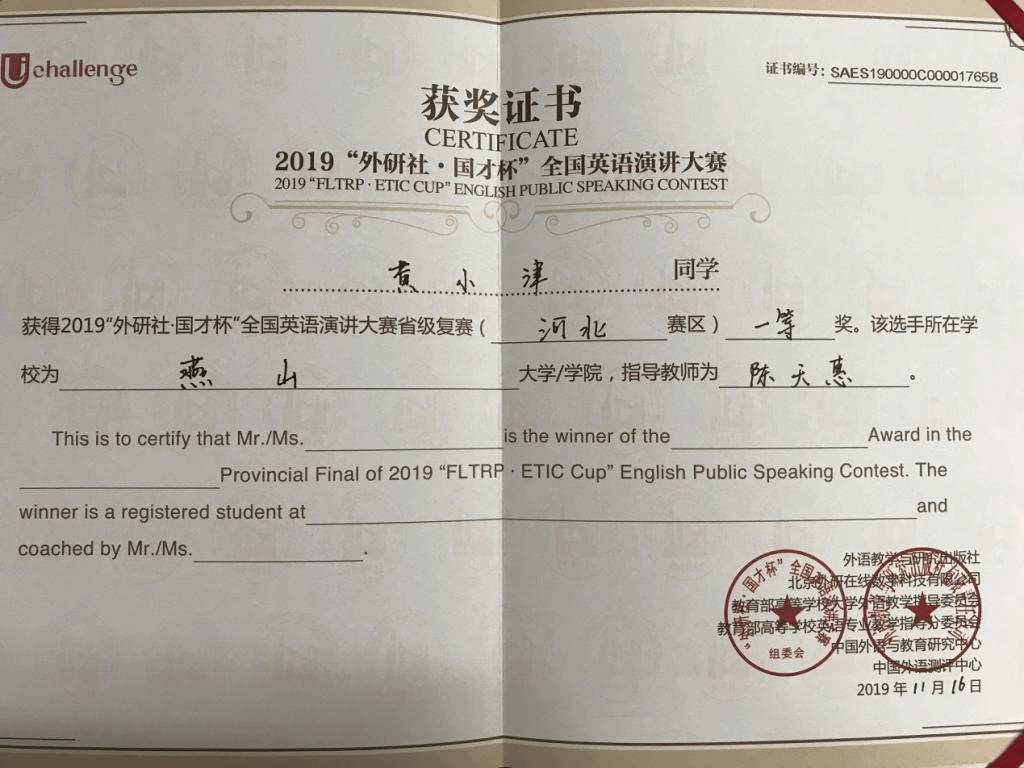 Uchallenge
证书编号：SAES190000C00001765B
获奖证书
CERTIFICATE
2019 “外研社·国才杯” 全国英语演讲大赛
2019 “FLTRP · ETIC CUP” ENGLISH PUBLIC SPEAKING CONTEST
黄小津 同学
获得2019“外研社·国才杯”全国英语演讲大赛省级复赛（河北赛区）一等奖。该选手所在学
校为燕山大学/学院，指导教师为陈天惠。
This is to certify that Mr./Ms. is the winner of the Award in the
Provincial Final of 2019 “FLTRP · ETIC Cup” English Public Speaking Contest. The
winner is a registered student at and
coached by Mr./Ms. .
外语教学与研究出版社
北京外研在线教学科技有限公司
教育部高等学校大学外语教学指导委员会
教育部高等学校英语专业教学指导分委员会
中国外语与教育研究中心
中国外语测评中心
2019年11月16日
组委会